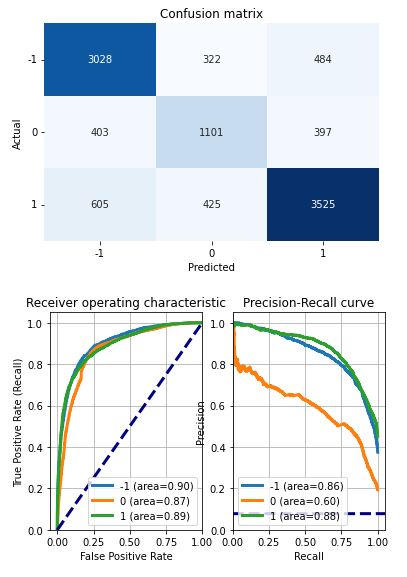 Confusion matrix
Actual
-1
3028 322 484
0
403 1101 397
1
605 425 3525
-1 0 1
Predicted
Receiver operating characteristic
True Positive Rate (Recall)
1.0
0.8
0.6
0.4
0.2
0.0
-1 (area=0.90)
0 (area=0.87)
1 (area=0.89)
0.00 0.25 0.50 0.75 1.00
False Positive Rate
Precision-Recall curve
Precision
1.0
0.8
0.6
0.4
0.2
0.0
-1 (area=0.86)
0 (area=0.60)
1 (area=0.88)
0.00 0.25 0.50 0.75 1.00
Recall